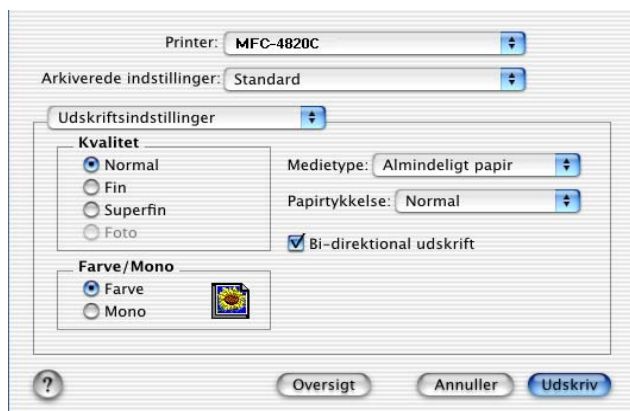 Printer: MFC-4820C
Arkiverede indstillinger: Standard
Udskriftsindstillinger
Kvalitet
Normal
Fin
Superfin
Foto
Medietype: Almindeligt papir
Papirtykkelse: Normal
Bi-direktional udskrift
Farve/Mono
Farve
Mono
?
Oversigt
Annuller
Udskriv